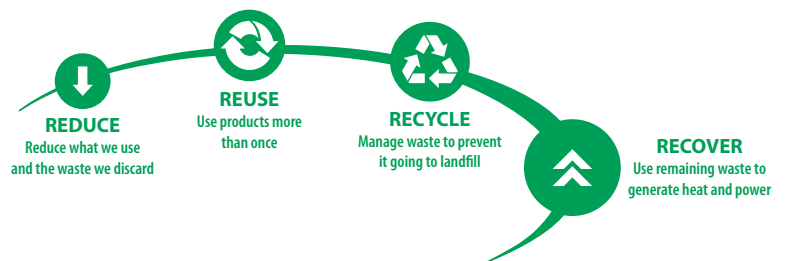 REDUCE
Reduce what we use
and the waste we discard
REUSE
Use products more
than once
RECYCLE
Manage waste to prevent
it going to landfill
RECOVER
Use remaining waste to
generate heat and power